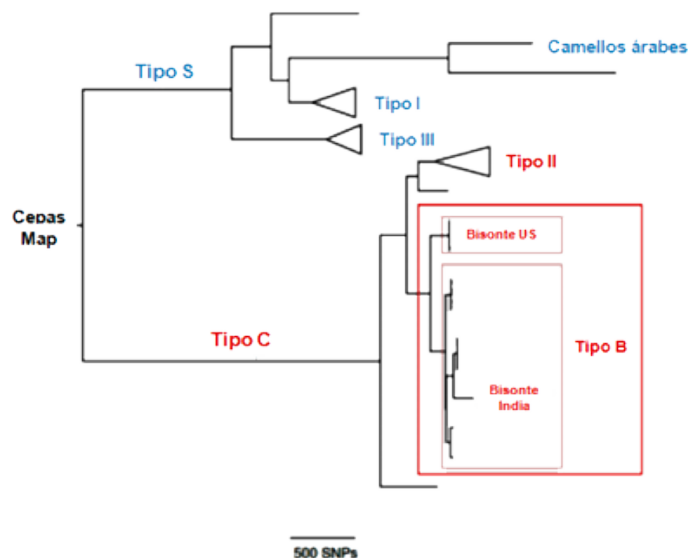 Camellos árabes
Tipo S
Tipo I
Tipo III
Tipo II
Cepas
Map
Bisonte US
Tipo C
Tipo B
Bisonte
India
500 SNPs